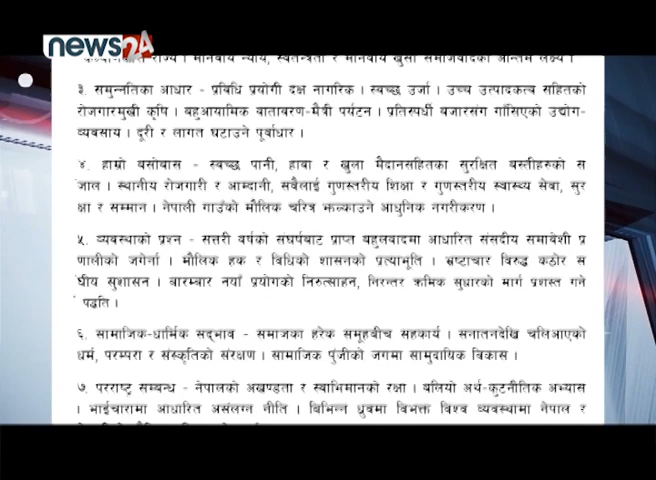 news24
राज्य । मानवीय न्याय, स्वतन्त्रता र मानवीय खुसी समाजवादका अन्तिम लक्ष्य ।
३. समुन्नतिका आधार - प्रविधि प्रयोगी दक्ष नागरिक । स्वच्छ उर्जा । उच्च उत्पादकत्व सहितको
रोजगारमुखी कृषि । बहुआयामिक वातावरण-मैत्री पर्यटन । प्रतिस्पर्धी बजारसंग गाँसिएको उद्योग-
व्यवसाय । दूरी र लागत घटाउने पूर्वाधार ।
४. हाम्रो बसोबास - स्वच्छ पानी, हावा र खुला मैदानसहितका सुरक्षित बस्तीहरुको स
ंजाल । स्थानीय रोजगारी र आम्दानी, सबैलाई गुणस्तरीय शिक्षा र गुणस्तरीय स्वास्थ्य सेवा, सुर
क्षा र सम्मान । नेपाली गाउँको मौलिक चरित्र झल्काउने आधुनिक नगरीकरण ।
५. व्यवस्थाको प्रश्न - सत्तरी वर्षको संघर्षबाट प्राप्त बहुलवादमा आधारित संसदीय समावेशी प्र
णालीको जगेर्ना । मौलिक हक र विधिको शासनको प्रत्याभूति । भ्रष्टाचार विरुद्ध कठोर स
ंघीय सुशासन । बारम्बार नयाँ प्रयोगको निरुत्साहन, निरन्तर क्रमिक सुधारको मार्ग प्रशस्त गने
पद्धति ।
६. सामाजिक-धार्मिक सद्‌भाव - समाजका हरेक समूहबीच सहकार्य । सनातनदेखि चलिआएको
धर्म, परम्परा र संस्कृतिको संरक्षण । सामाजिक पुंजीको जगमा सामुदायिक विकास ।
७. परराष्ट्र सम्बन्ध - नेपालको अखण्डता र स्वाभिमानको रक्षा । बलियो अर्थ-कुटनीतिक अभ्यास
। भाईचारामा आधारित असंलग्न नीति । विभिन्न ध्रुवमा विभक्त विश्व व्यवस्थामा नेपाल र